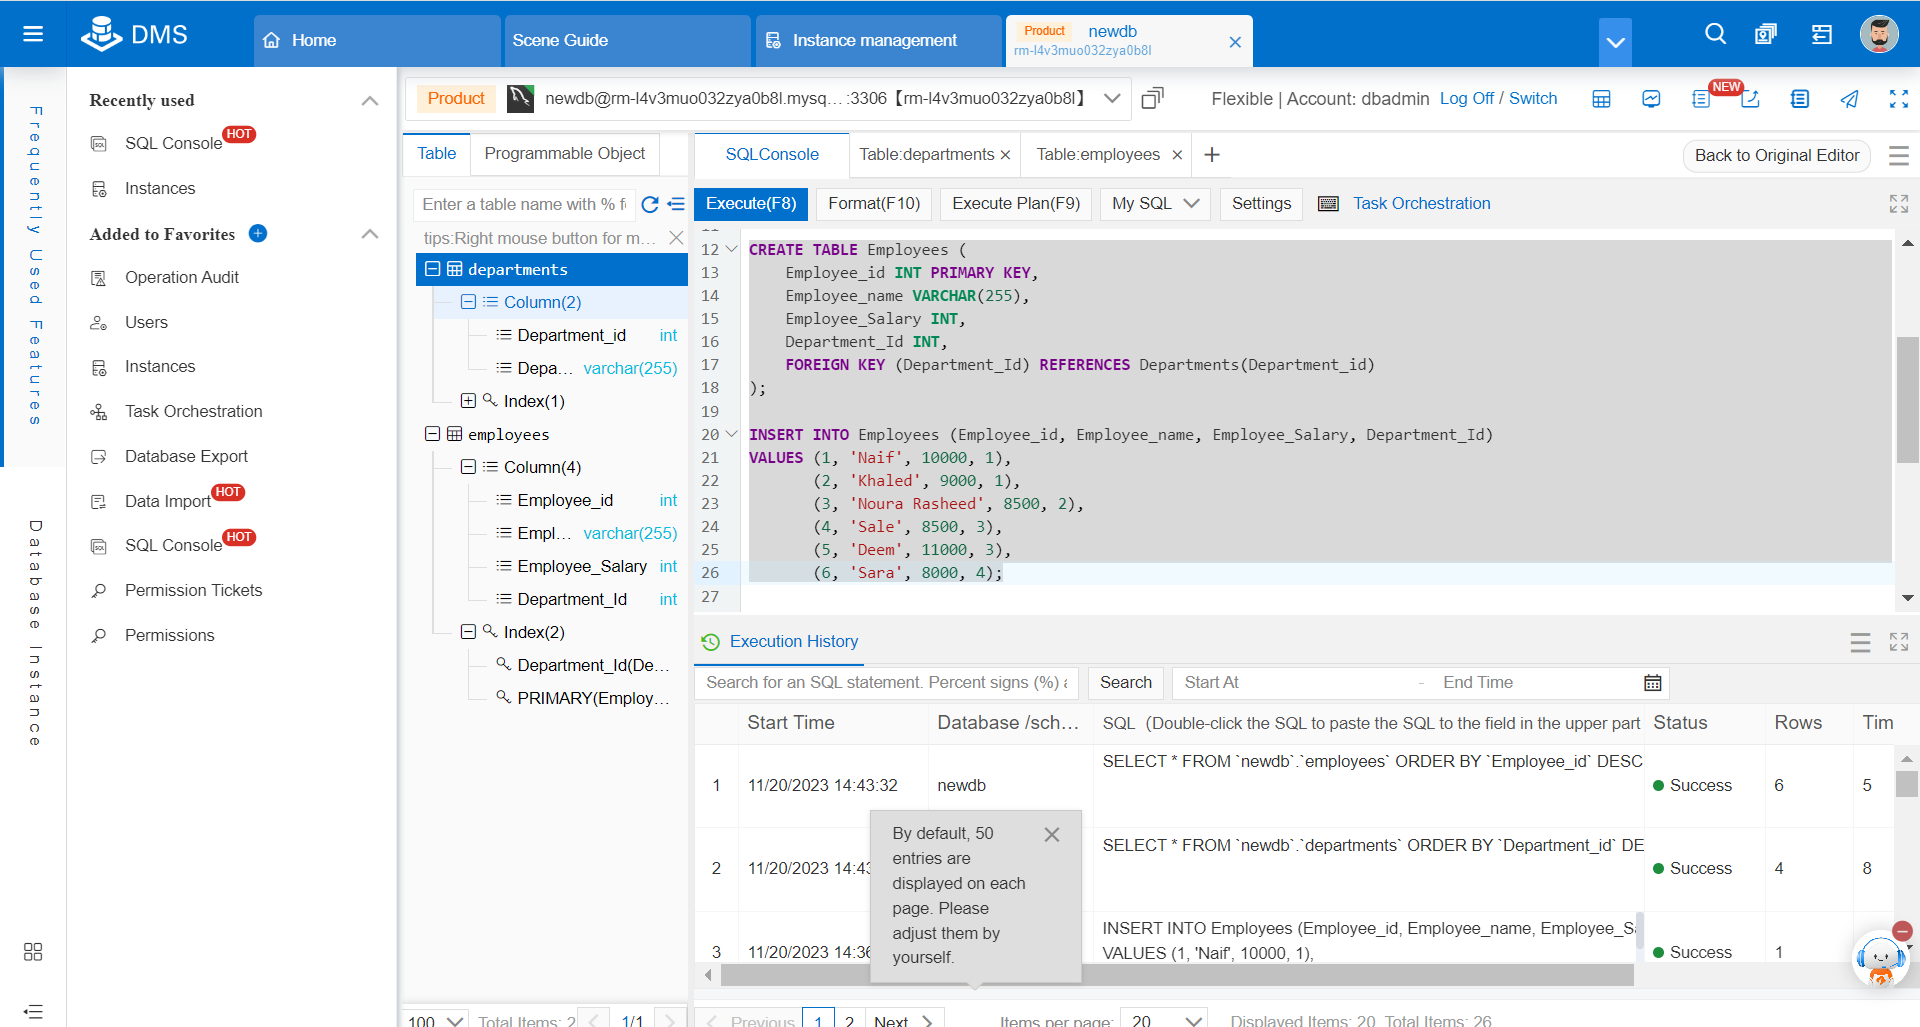 DMS
Home
Scene Guide
Instance management
Product
newdb
rm-l4v3muo032zya0b8l
Frequently Used Features
Database Instance
Recently used
SQL Console
HOT
Instances
Added to Favorites
Operation Audit
Users
Instances
Task Orchestration
Database Export
Data Import
HOT
SQL Console
HOT
Permission Tickets
Permissions
Product
newdb@rm-l4v3muo032zya0b8l.mysq... :3306【rm-l4v3muo032zya0b8l】
Flexible | Account: dbadmin Log Off / Switch
NEW
Table
Programmable Object
Enter a table name with % f
tips:Right mouse button for m...
departments
Column(2)
Department_id int
Depa... varchar(255)
Index(1)
employees
Column(4)
Employee_id int
Empl... varchar(255)
Employee_Salary int
Department_Id int
Index(2)
Department_Id(De...
PRIMARY(Employ...
100
Total Items: 2
1/1
SQLConsole
Table:departments
Table:employees
Back to Original Editor
Execute(F8)
Format(F10)
Execute Plan(F9)
My SQL
Settings
Task Orchestration
11
12 CREATE TABLE Employees (
13 Employee_id INT PRIMARY KEY,
14 Employee_name VARCHAR(255),
15 Employee_Salary INT,
16 Department_Id INT,
17 FOREIGN KEY (Department_Id) REFERENCES Departments(Department_id)
18 );
19
20 INSERT INTO Employees (Employee_id, Employee_name, Employee_Salary, Department_Id)
21 VALUES (1, 'Naif', 10000, 1),
22 (2, 'Khaled', 9000, 1),
23 (3, 'Noura Rasheed', 8500, 2),
24 (4, 'Sale', 8500, 3),
25 (5, 'Deem', 11000, 3),
26 (6, 'Sara', 8000, 4);
27
Execution History
Search for an SQL statement. Percent signs (%) a
Search
Start At - End Time
Start Time Database /sch... SQL (Double-click the SQL to paste the SQL to the field in the upper part Status Rows Tim
1 11/20/2023 14:43:32 newdb SELECT * FROM `newdb`.`employees` ORDER BY `Employee_id` DESC Success 6 5
2 11/20/2023 14:43 SELECT * FROM `newdb`.`departments` ORDER BY `Department_id` DE Success 4 8
3 11/20/2023 14:36 INSERT INTO Employees (Employee_id, Employee_name, Employee_Sa
VALUES (1, 'Naif', 10000, 1), Success 1
By default, 50
entries are
displayed on each
page. Please
adjust them by
yourself.
Previous 1 2 Next
Items per page: 20
Displayed Items: 20 Total Items: 26